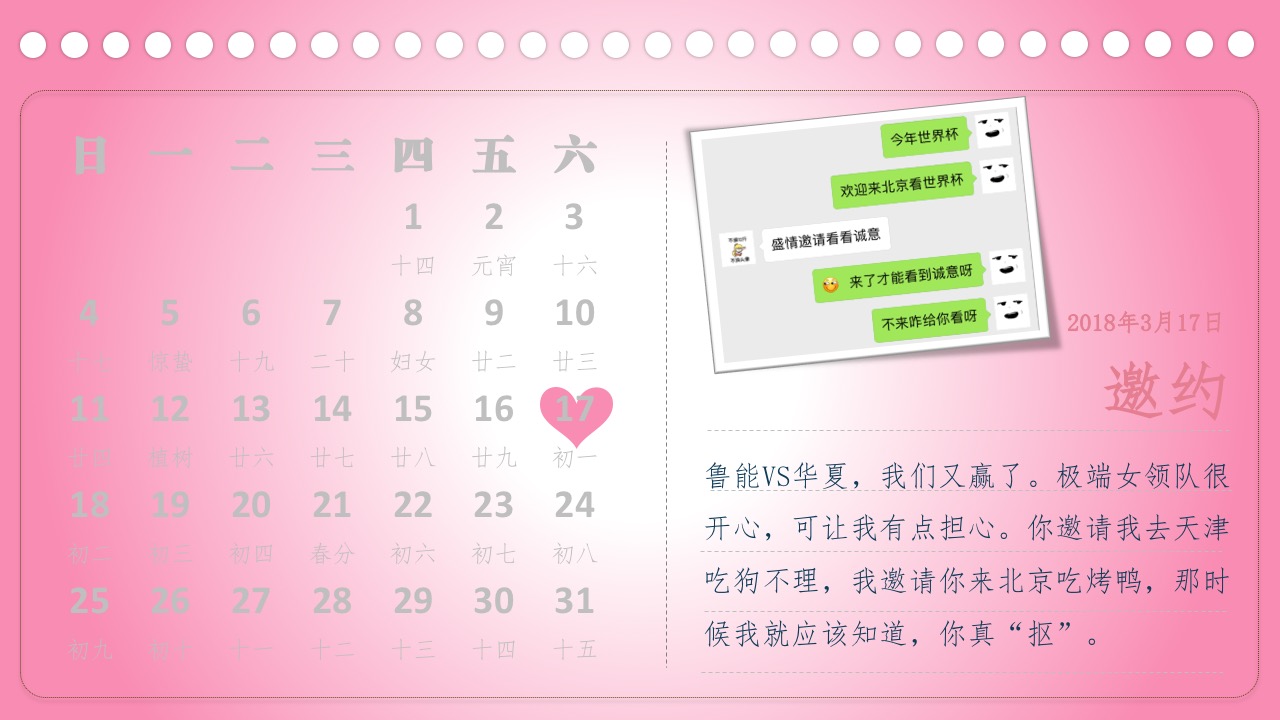 日 一 二 三 四 五 六
1 2 3
十四 元宵 十六
4 5 6 7 8 9 10
十七 惊蛰 十九 二十 妇女 廿二 廿三
11 12 13 14 15 16 17
廿四 植树 廿六 廿七 廿八 廿九 初一
18 19 20 21 22 23 24
初二 初三 初四 春分 初六 初七 初八
25 26 27 28 29 30 31
初九 初十 十一 十二 十三 十四 十五
今年世界杯
欢迎来北京看世界杯
盛情邀请看看诚意
来了才能看到诚意呀
不来咋给你看呀
2018年3月17日
邀约
鲁能VS华夏，我们又赢了。极端女领队很
开心，可让我有点担心。你邀请我去天津
吃狗不理，我邀请你来北京吃烤鸭，那时
候我就应该知道，你真“抠”。